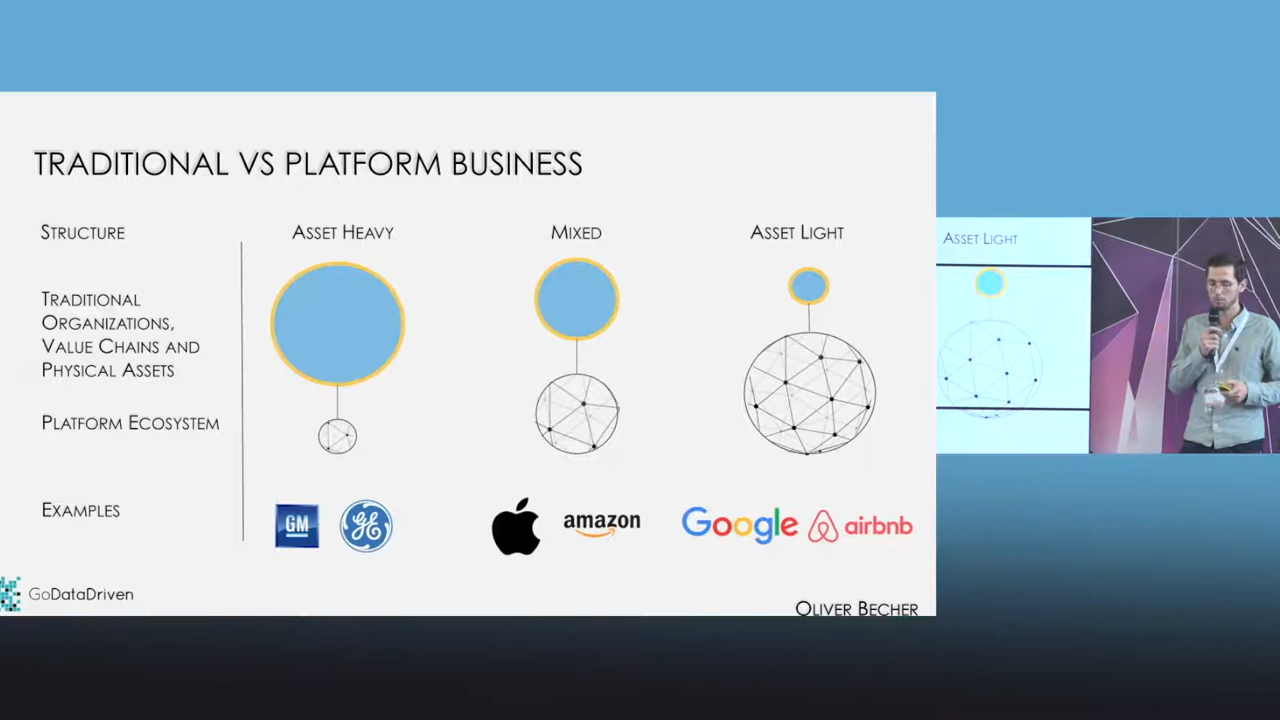 TRADITIONAL VS PLATFORM BUSINESS
STRUCTURE
ASSET HEAVY
MIXED
ASSET LIGHT
TRADITIONAL
ORGANIZATIONS,
VALUE CHAINS AND
PHYSICAL ASSETS
PLATFORM ECOSYSTEM
EXAMPLES
GM
GE
amazon
Google
airbnb
GoDataDriven
OLIVER BECHER
ASSET LIGHT